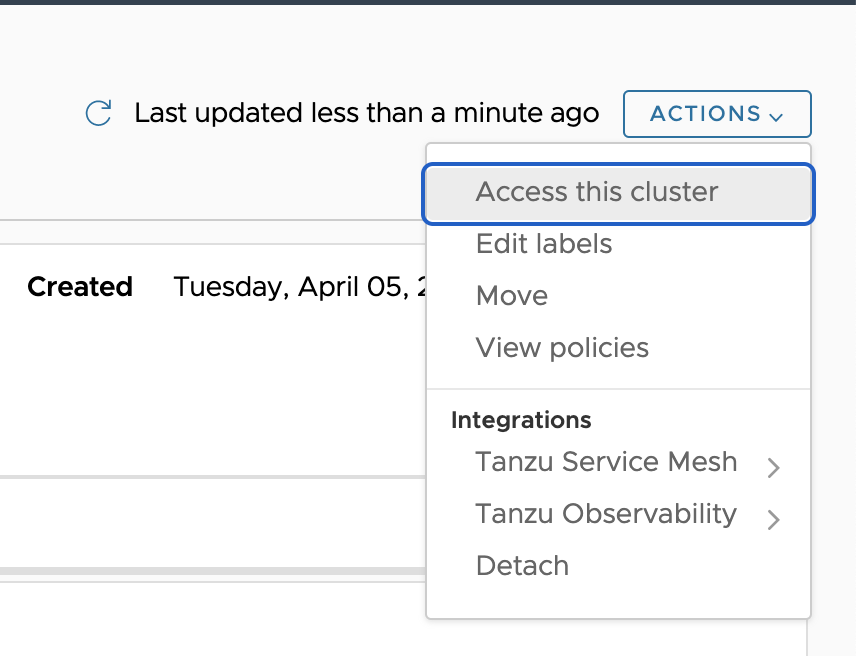 Last updated less than a minute ago ACTIONS
Access this cluster
Edit labels
Created Tuesday, April 05,
Move
View policies
Integrations
Tanzu Service Mesh
Tanzu Observability
Detach